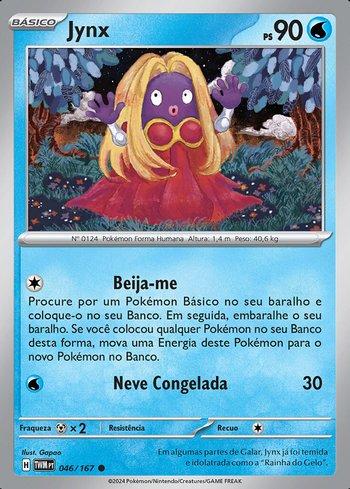 BÁSICO
Jynx
PS 90
Nº 0124 Pokémon Forma Humana Altura: 1,4 m Peso: 40,6 kg
Beija-me
Procure por um Pokémon Básico no seu baralho e
coloque-o no seu Banco. Em seguida, embaralhe o seu
baralho. Se você colocou qualquer Pokémon no seu Banco
desta forma, mova uma Energia deste Pokémon para o
novo Pokémon no Banco.
Neve Congelada 30
Fraqueza x2 Resistência Recuo
Illust. Gapao
H TWM PT 046/167
Em algumas partes de Galar, Jynx já foi temida
e idolatrada como a "Rainha do Gelo".
©2024 Pokémon/Nintendo/Creatures/GAME FREAK